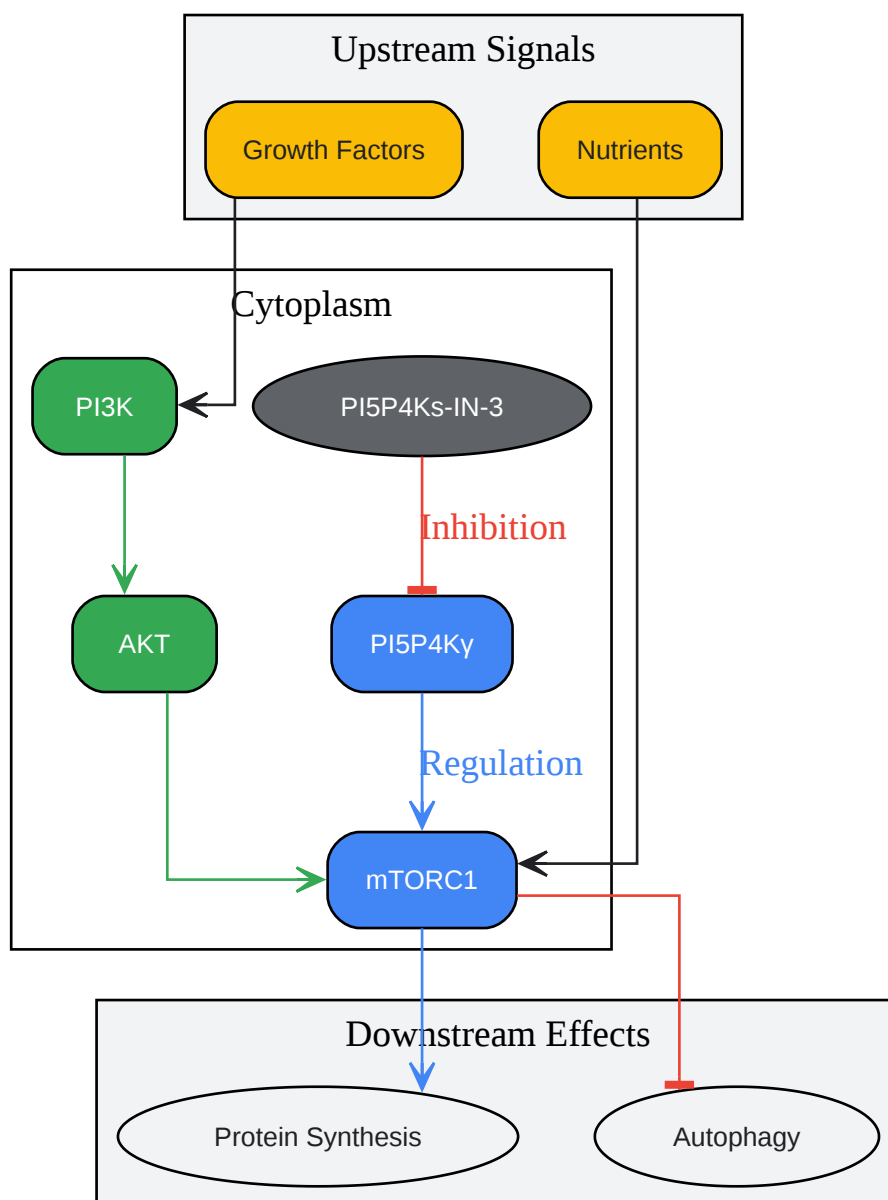 Upstream Signals
Growth Factors
Nutrients
Cytoplasm
PI3K
PI5P4Ks-IN-3
Inhibition
AKT
PI5P4Kγ
Regulation
mTORC1
Downstream Effects
Protein Synthesis
Autophagy